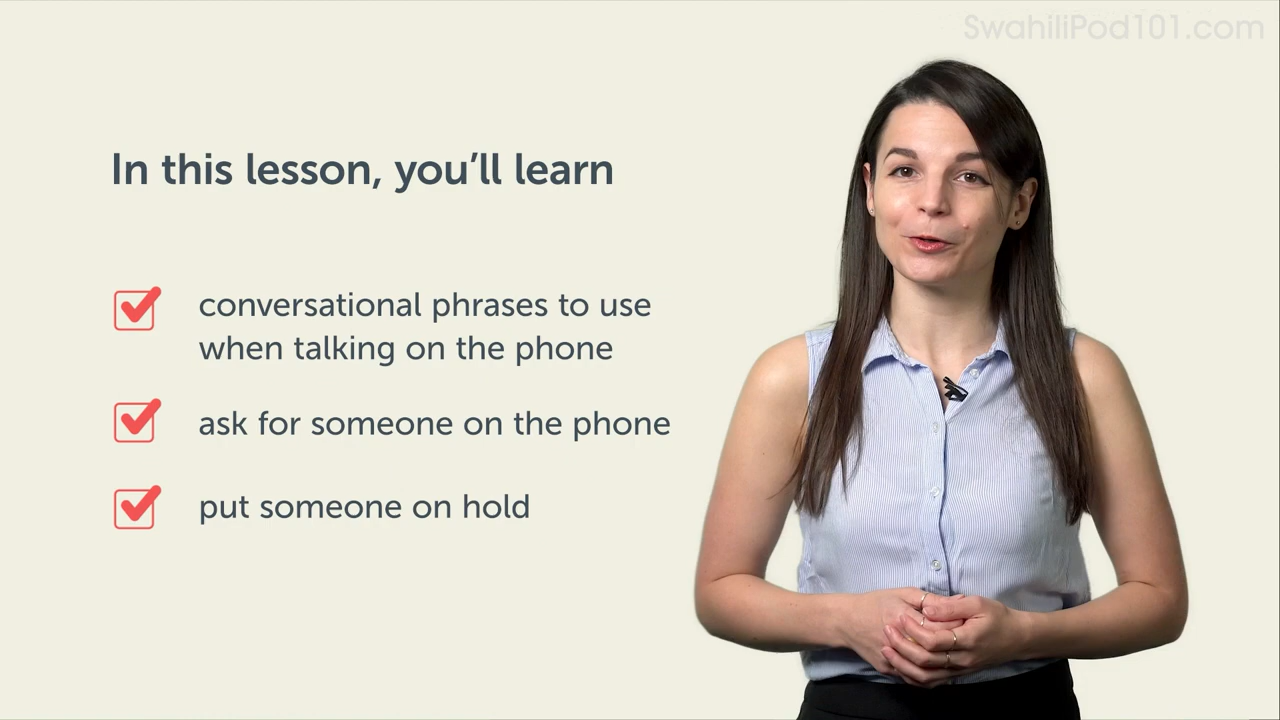 SwahiliPod101.com
In this lesson, you'll learn
conversational phrases to use
when talking on the phone
ask for someone on the phone
put someone on hold